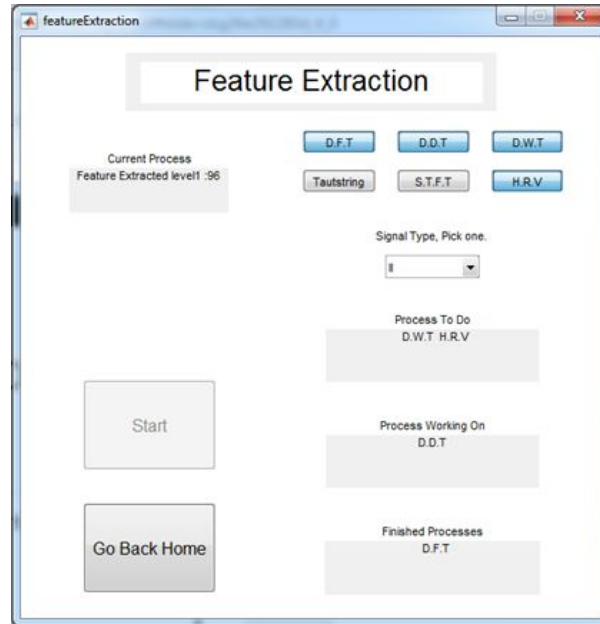 featureExtraction
Feature Extraction
D.F.T D.D.T D.W.T
Tautstring S.T.F.T H.R.V
Current Process
Feature Extracted level1 :96
Signal Type, Pick one.
II
Process To Do
D.W.T H.R.V
Start
Process Working On
D.D.T
Go Back Home
Finished Processes
D.F.T